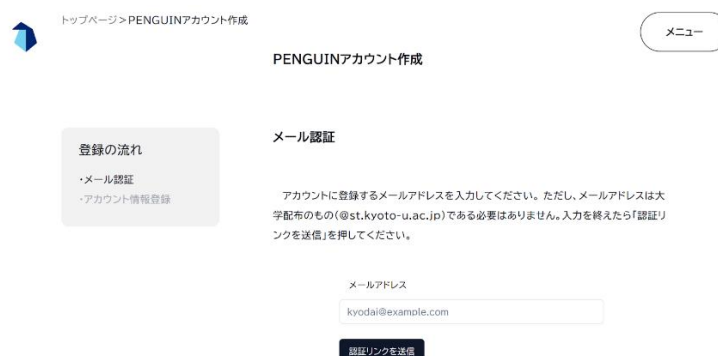 トップページ>PENGUINアカウント作成
メニュー
PENGUINアカウント作成
登録の流れ
・メール認証
・アカウント情報登録
メール認証
アカウントに登録するメールアドレスを入力してください。ただし、メールアドレスは大
学配布のもの(@st.kyoto-u.ac.jp)である必要はありません。入力を終えたら「認証リ
ンクを送信」を押してください。
メールアドレス
kyodai@example.com
認証リンクを送信